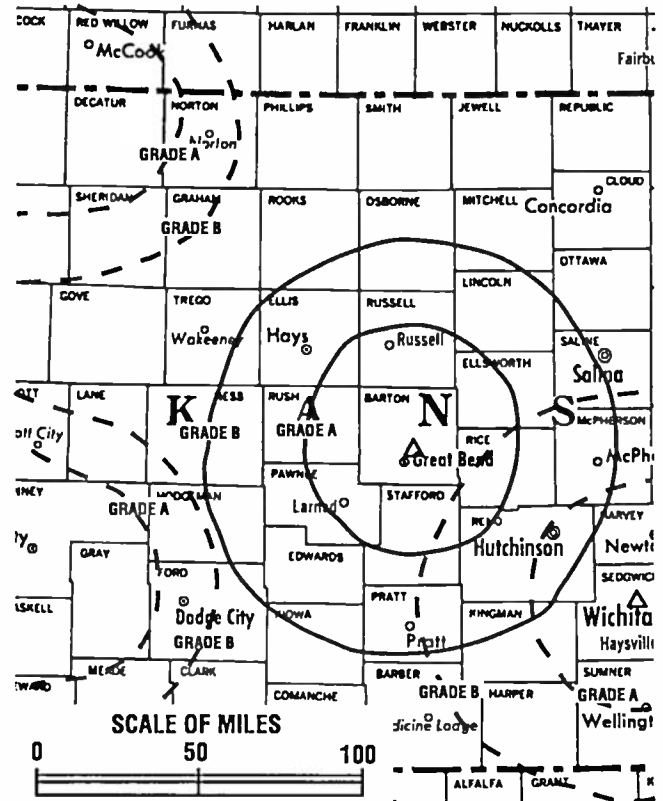 RED WILLOW FURNAS HARLAN FRANKLIN WEBSTER NUCKOLLS THAYER
McCook
DECATUR NORTON PHILLIPS SMITH JEWELL REPUBLIC
Norton
GRADE A
CLOUD
SHERIDAN GRAHAM ROOKS OSBORNE MITCHELL Concordia
GRADE B
OTTAWA
LINCOLN
GOVE TREGO ELLIS RUSSELL
Wakeeney Hays Russell SALINE
ELLSWORTH
Salina
LANE RUSH BARTON
K A N S
GRADE B GRADE A McPHERSON
RICE
Great Bend
PAWNEE
HODGEMAN Larned STAFFORD
GRADE A
RENO
HARVEY
GRAY EDWARDS Hutchinson
FORD
PRATT
Dodge City KIOWA KINGMAN Wichita
Pratt Haysville
GRADE B
MEADE CLARK BARBER SUMNER
COMANCHE GRADE B HARPER GRADE A
SCALE OF MILES
0 50 100
ALFALFA GRANT